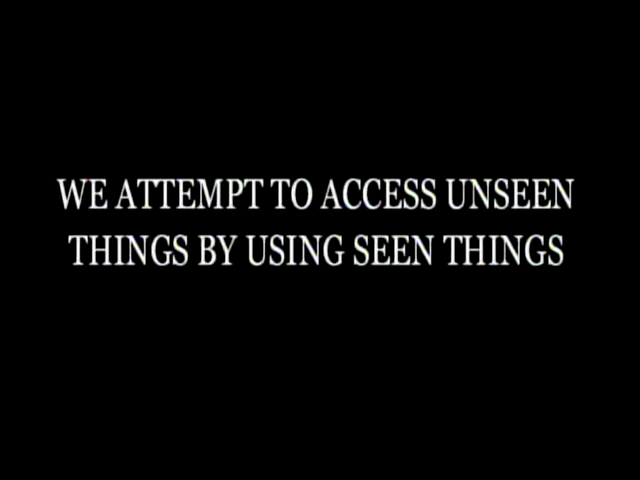 WE ATTEMPT TO ACCESS UNSEEN
THINGS BY USING SEEN THINGS